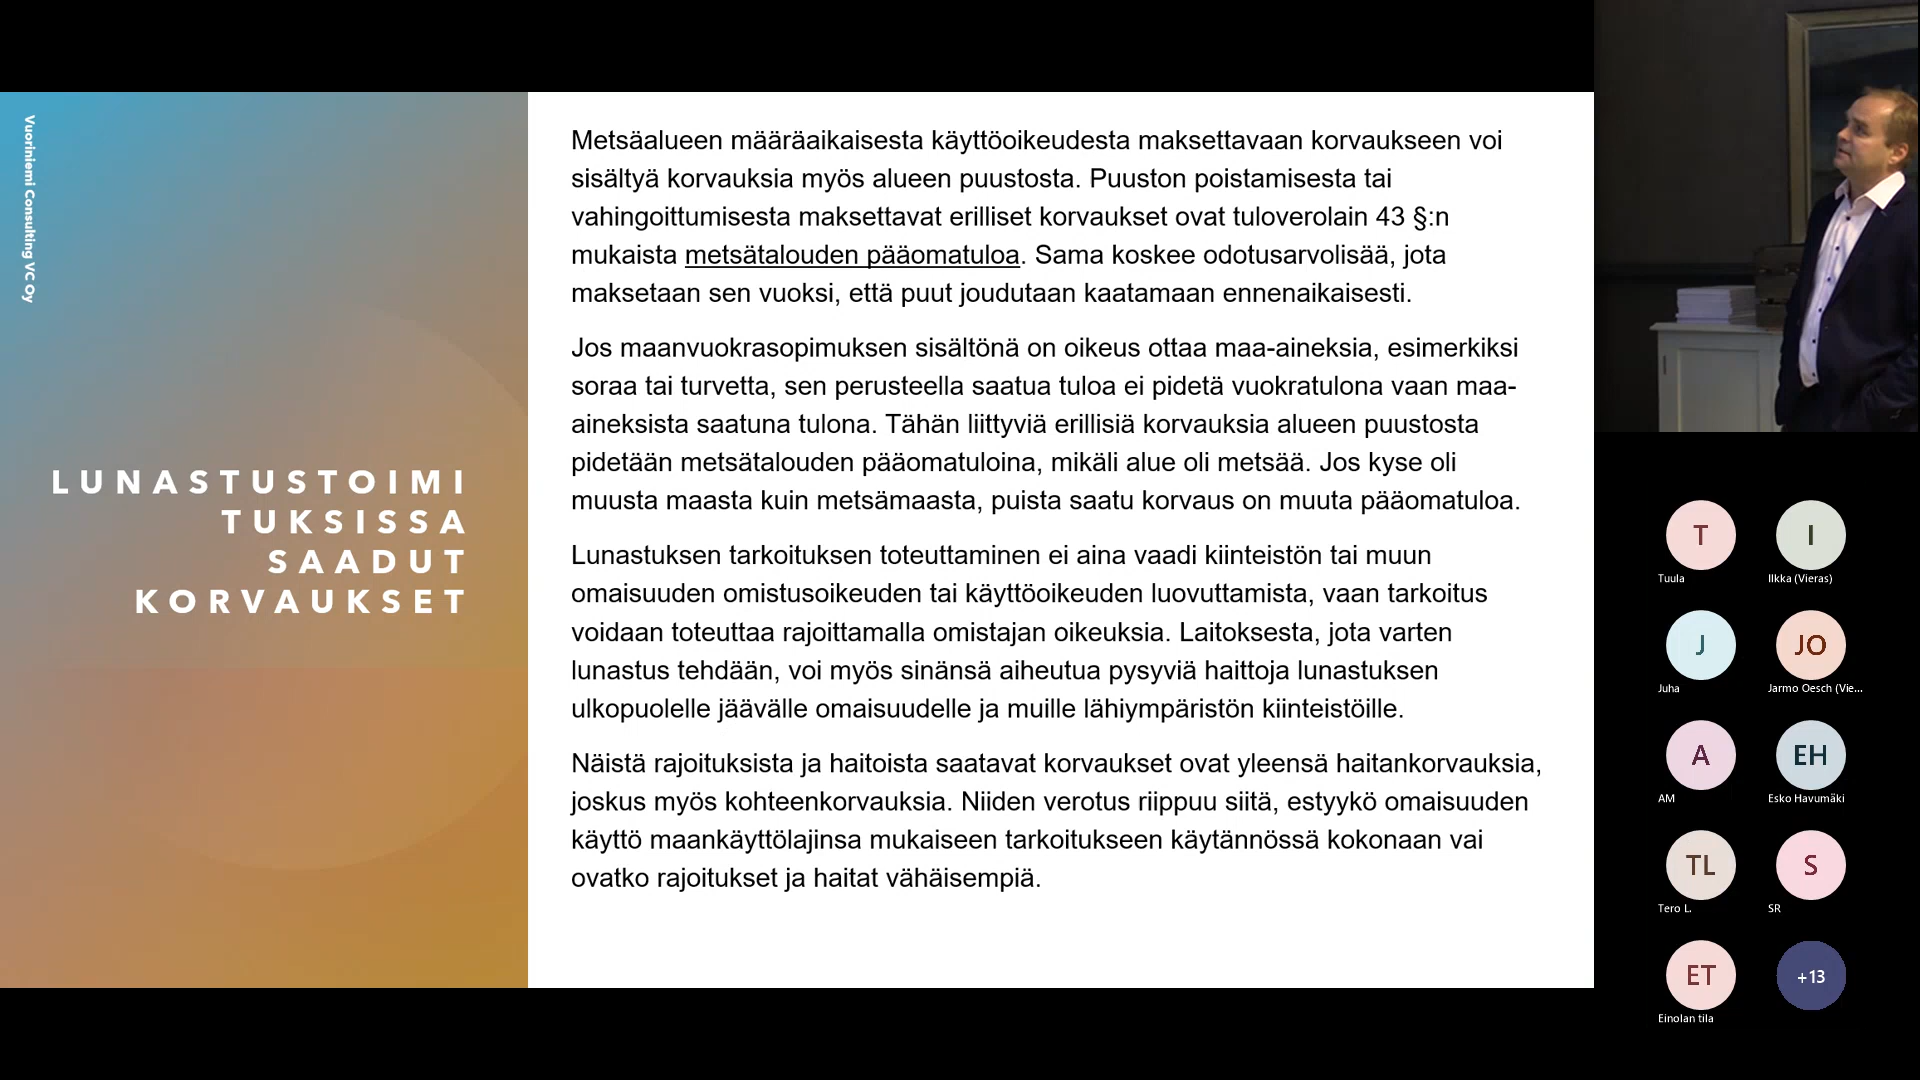 Vuoriniemi Consulting VC Oy
LUNASTUSTOIMI
TUKSISSA
SAADUT
KORVAUKSET
Metsäalueen määräaikaisesta käyttöoikeudesta maksettavaan korvaukseen voi
sisältyä korvauksia myös alueen puustosta. Puuston poistamisesta tai
vahingoittumisesta maksettavat erilliset korvaukset ovat tuloverolain 43 §:n
mukaista metsätalouden pääomatuloa. Sama koskee odotusarvolisää, jota
maksetaan sen vuoksi, että puut joudutaan kaatamaan ennenaikaisesti.
Jos maanvuokrasopimuksen sisältönä on oikeus ottaa maa-aineksia, esimerkiksi
soraa tai turvetta, sen perusteella saatua tuloa ei pidetä vuokratulona vaan maa-
aineksista saatuna tulona. Tähän liittyviä erillisiä korvauksia alueen puustosta
pidetään metsätalouden pääomatuloina, mikäli alue oli metsää. Jos kyse oli
muusta maasta kuin metsämaasta, puista saatu korvaus on muuta pääomatuloa.
Lunastuksen tarkoituksen toteuttaminen ei aina vaadi kiinteistön tai muun
omaisuuden omistusoikeuden tai käyttöoikeuden luovuttamista, vaan tarkoitus
voidaan toteuttaa rajoittamalla omistajan oikeuksia. Laitoksesta, jota varten
lunastus tehdään, voi myös sinänsä aiheutua pysyviä haittoja lunastuksen
ulkopuolelle jäävälle omaisuudelle ja muille lähiympäristön kiinteistöille.
Näistä rajoituksista ja haitoista saatavat korvaukset ovat yleensä haitankorvauksia,
joskus myös kohteenkorvauksia. Niiden verotus riippuu siitä, estyykö omaisuuden
käyttö maankäyttölajinsa mukaiseen tarkoitukseen käytännössä kokonaan vai
ovatko rajoitukset ja haitat vähäisempiä.
T
I
Tuula
Ilkka (Vieras)
J
JO
Juha
Jarmo Oesch (Vie...
A
EH
AM
Esko Havumäki
TL
S
Tero L.
SR
ET
+13
Einolan tila